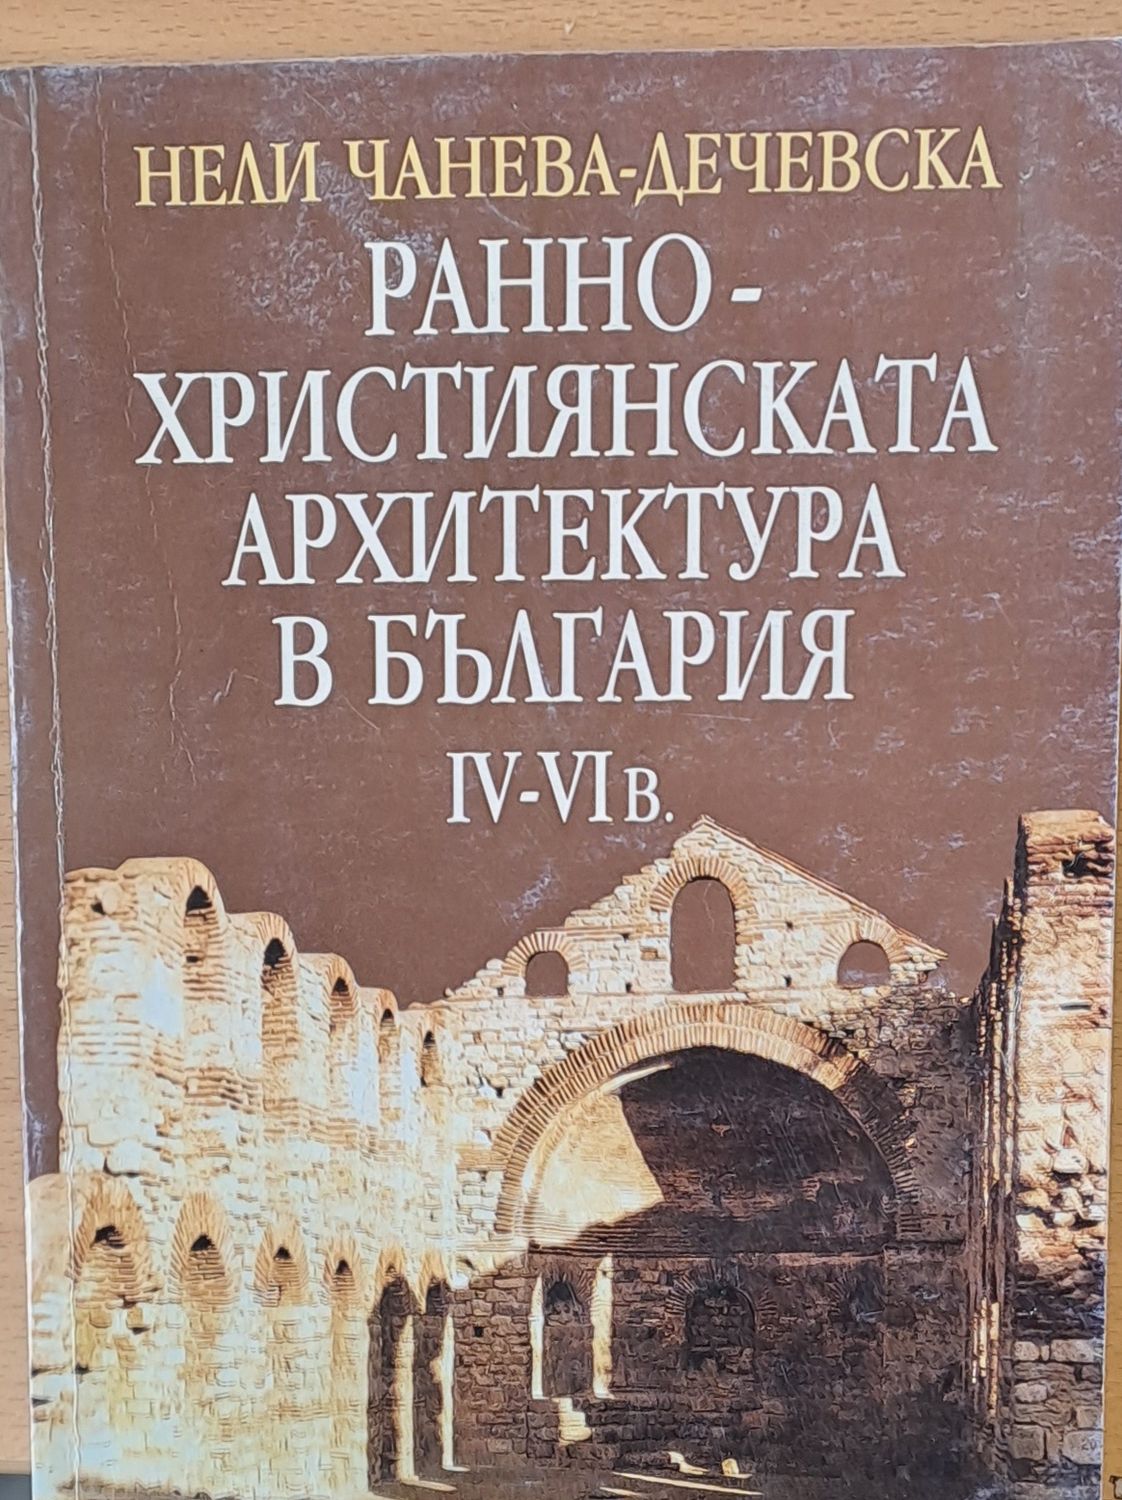 НЕЛИ ЧАНЕВА-ДЕЧЕВСКА
РАННО-
ХРИСТИЯНСКАТА
АРХИТЕКТУРА
В БЪЛГАРИЯ
IV-VI В.